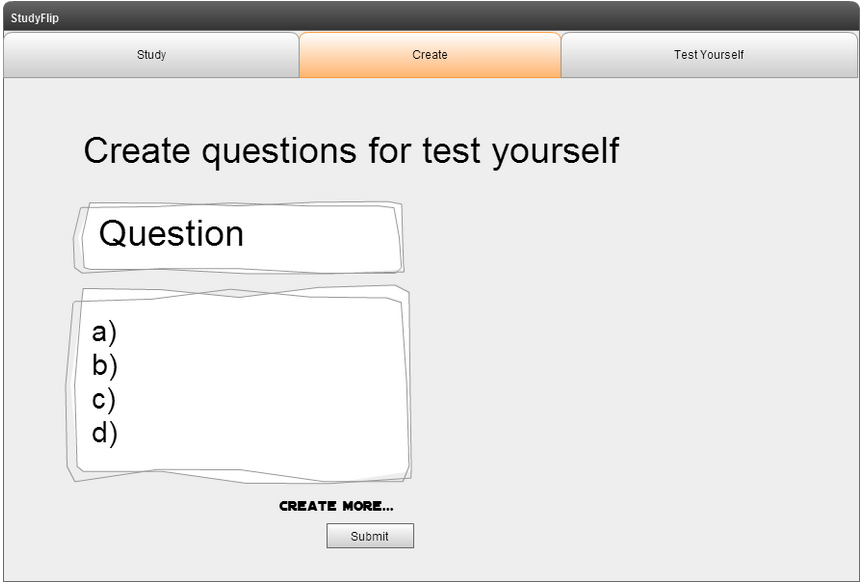 StudyFlip
Study Create Test Yourself
Create questions for test yourself
Question
a)
b)
c)
d)
CREATE MORE...
Submit